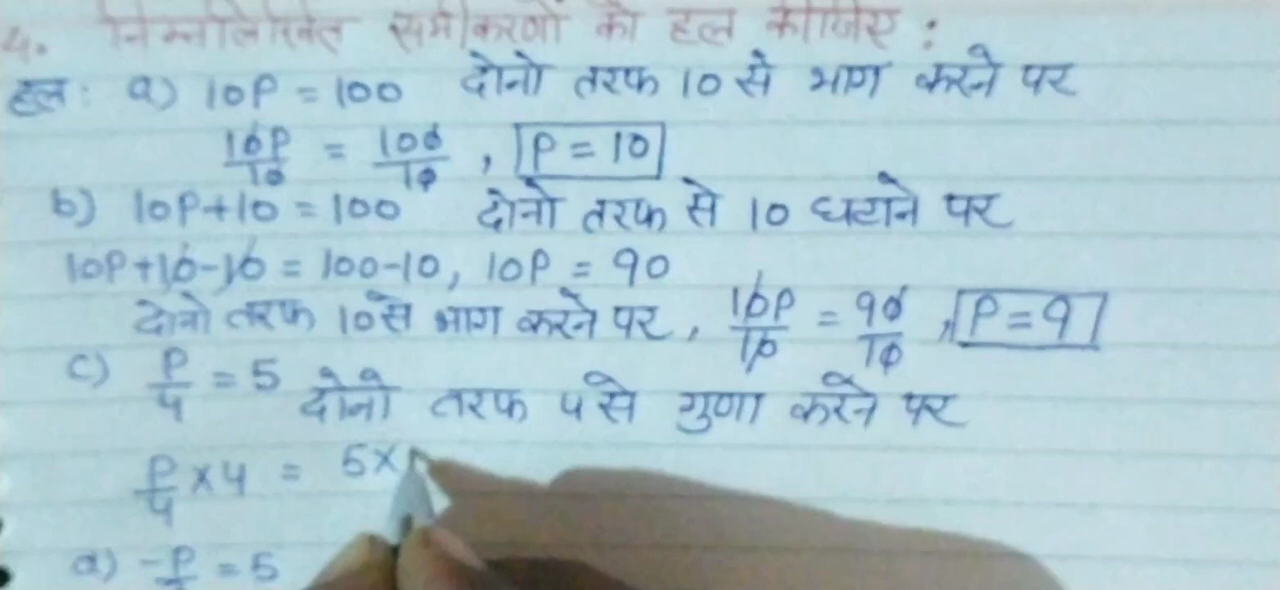 4. निम्नलिखित समीकरणों को हल कीजिए :
हल: a) 10P = 100 दोनो तरफ 10 से भाग करने पर
10P/10 = 100/10 , P = 10
b) 10P+10 = 100 दोनो तरफ से 10 घटाने पर
10P+10-10 = 100-10, 10P = 90
दोनो तरफ 10 से भाग करने पर, 10P/10 = 90/10 , P = 9
c) P/4 = 5 दोनो तरफ 4 से गुणा करने पर
P/4 × 4 = 5×
d) -P/ = 5